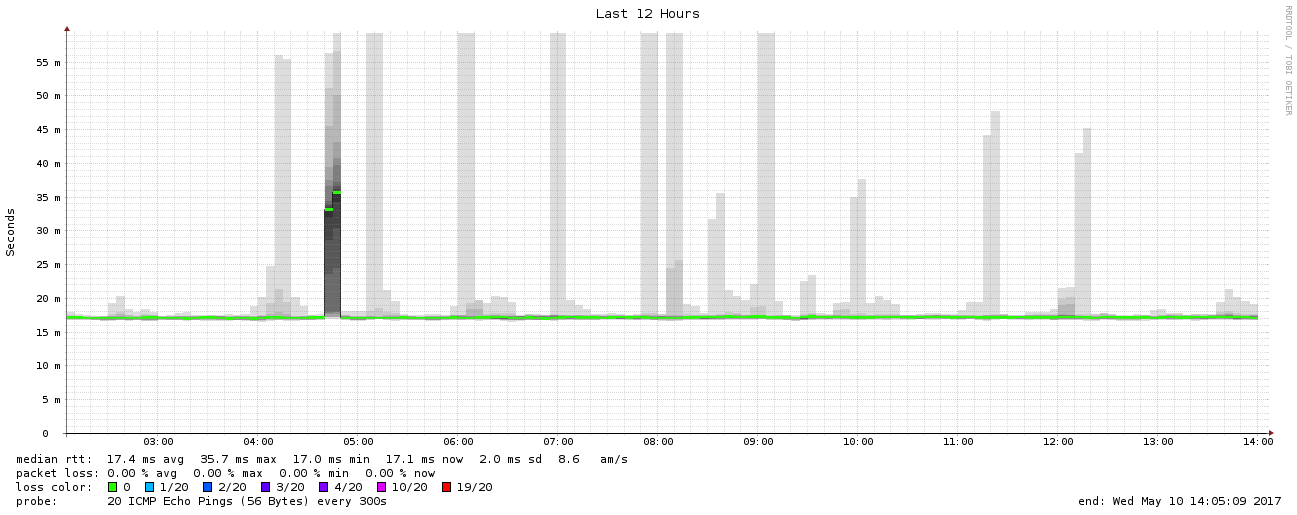 Last 12 Hours
RRDTOOL / TOBI OETIKER
Seconds
55 m
50 m
45 m
40 m
35 m
30 m
25 m
20 m
15 m
10 m
5 m
0
03:00 04:00 05:00 06:00 07:00 08:00 09:00 10:00 11:00 12:00 13:00 14:00
median rtt: 17.4 ms avg 35.7 ms max 17.0 ms min 17.1 ms now 2.0 ms sd 8.6 am/s
packet loss: 0.00 % avg 0.00 % max 0.00 % min 0.00 % now
loss color: 0 1/20 2/20 3/20 4/20 10/20 19/20
probe: 20 ICMP Echo Pings (56 Bytes) every 300s end: Wed May 10 14:05:09 2017